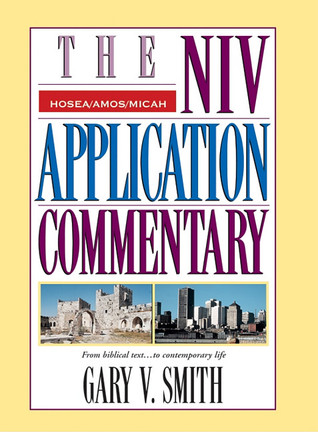 THE
NIV
HOSEA/AMOS/MICAH
APPLICATION
COMMENTARY
From biblical text...to contemporary life
GARY V. SMITH